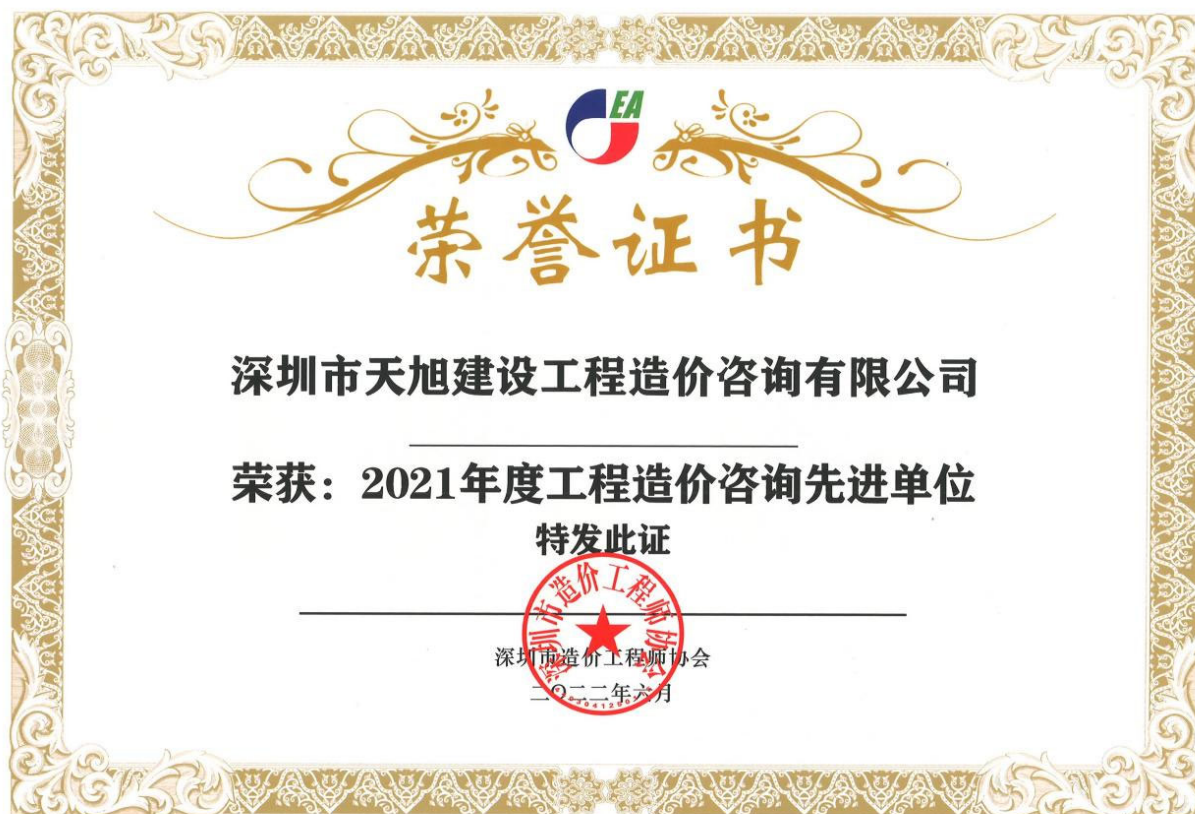 EA
荣誉证书
深圳市天旭建设工程造价咨询有限公司
荣获：2021年度工程造价咨询先进单位
特发此证
深圳市造价工程师协会
深圳市造价工程师协会
二〇二二年六月